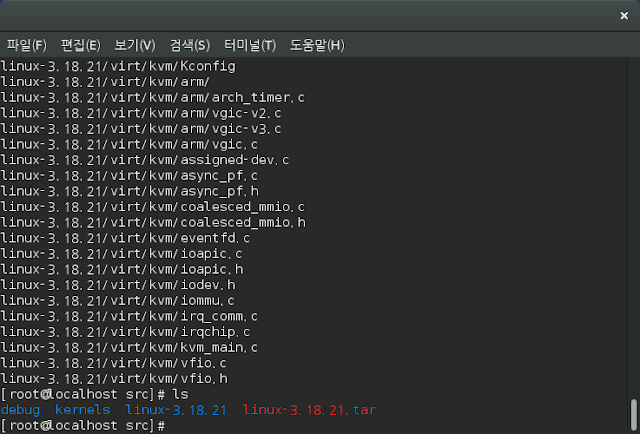 파일(F) 편집(E) 보기(V) 검색(S) 터미널(T) 도움말(H)
linux-3.18.21/virt/kvm/Kconfig
linux-3.18.21/virt/kvm/arm/
linux-3.18.21/virt/kvm/arm/arch_timer.c
linux-3.18.21/virt/kvm/arm/vgic-v2.c
linux-3.18.21/virt/kvm/arm/vgic-v3.c
linux-3.18.21/virt/kvm/arm/vgic.c
linux-3.18.21/virt/kvm/assigned-dev.c
linux-3.18.21/virt/kvm/async_pf.c
linux-3.18.21/virt/kvm/async_pf.h
linux-3.18.21/virt/kvm/coalesced_mmio.c
linux-3.18.21/virt/kvm/coalesced_mmio.h
linux-3.18.21/virt/kvm/eventfd.c
linux-3.18.21/virt/kvm/ioapic.c
linux-3.18.21/virt/kvm/ioapic.h
linux-3.18.21/virt/kvm/iodev.h
linux-3.18.21/virt/kvm/iommu.c
linux-3.18.21/virt/kvm/irq_comm.c
linux-3.18.21/virt/kvm/irqchip.c
linux-3.18.21/virt/kvm/kvm_main.c
linux-3.18.21/virt/kvm/vfio.c
linux-3.18.21/virt/kvm/vfio.h
[root@localhost src]# ls
debug kernels linux-3.18.21 linux-3.18.21.tar
[root@localhost src]#